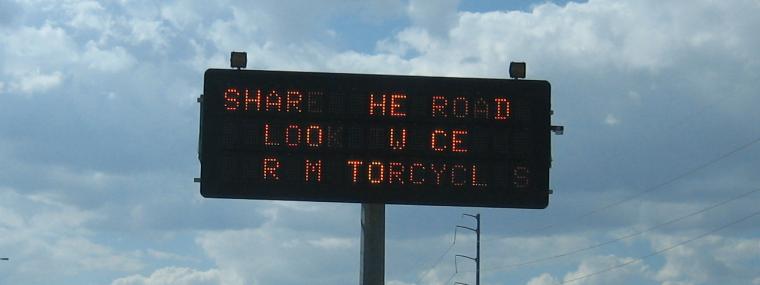 SHARE HE ROAD
LOOK W CE
R M TORCYCL S